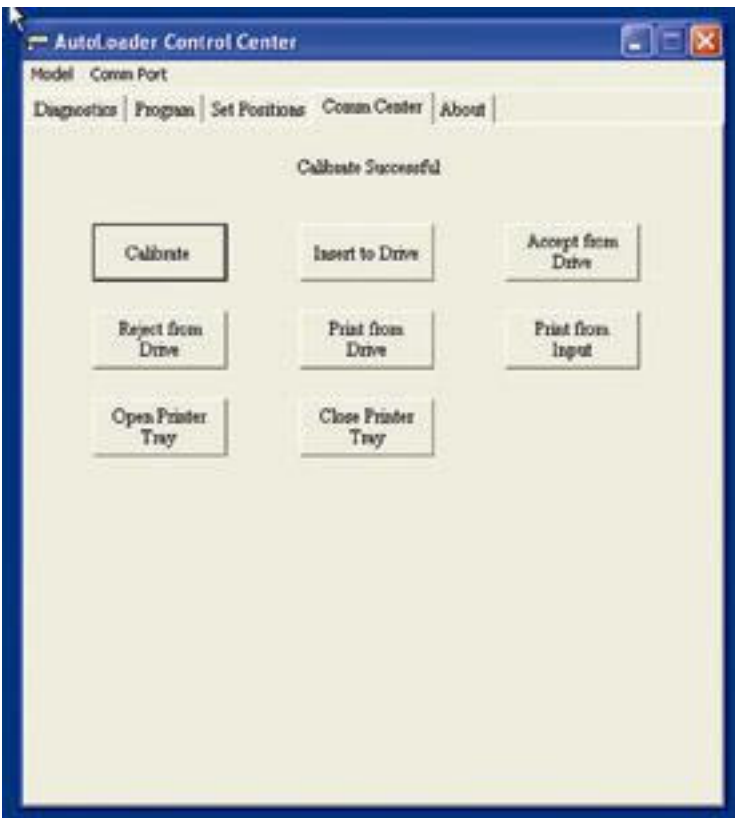 AutoLoader Control Center
Model Comm Port
Diagnostics Program Set Positions Comm Center About
Calibrate Successful
Calibrate
Insert to Drive
Accept from
Drive
Reject from
Drive
Print from
Drive
Print from
Input
Open Printer
Tray
Close Printer
Tray